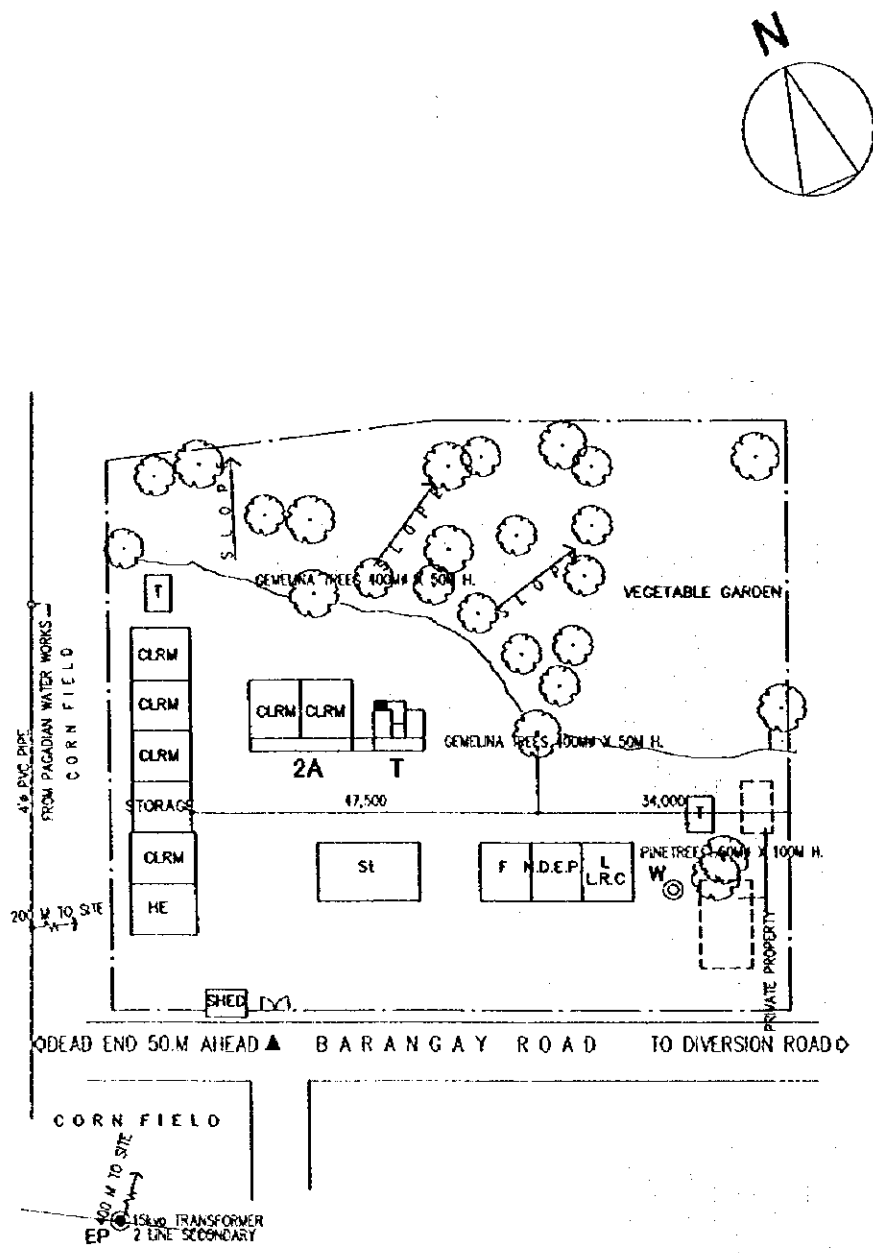 N
SLOPE
SLOPE
SLOPE
GEMELINA TREES 400MM X 50M H.
VEGETABLE GARDEN
T
4"ø PVC PIPE
FROM PAGADIAN WATER WORKS
CORN FIELD
CLRM
CLRM
CLRM
STORAGE
CLRM
HE
CLRM
CLRM
2A
T
GEMELINA TREES 400MM X 50M H.
47,500
34,000
T
St
F
H.D.E.P
L
L.R.C
PINETREES
X 100M H.
W
200 M TO SITE
SHED
PRIVATE PROPERTY
DEAD END 50.M AHEAD
BARANGAY ROAD
TO DIVERSION ROAD
CORN FIELD
400 M TO SITE
EP
TRANSFORMER
2 LINE SECONDARY